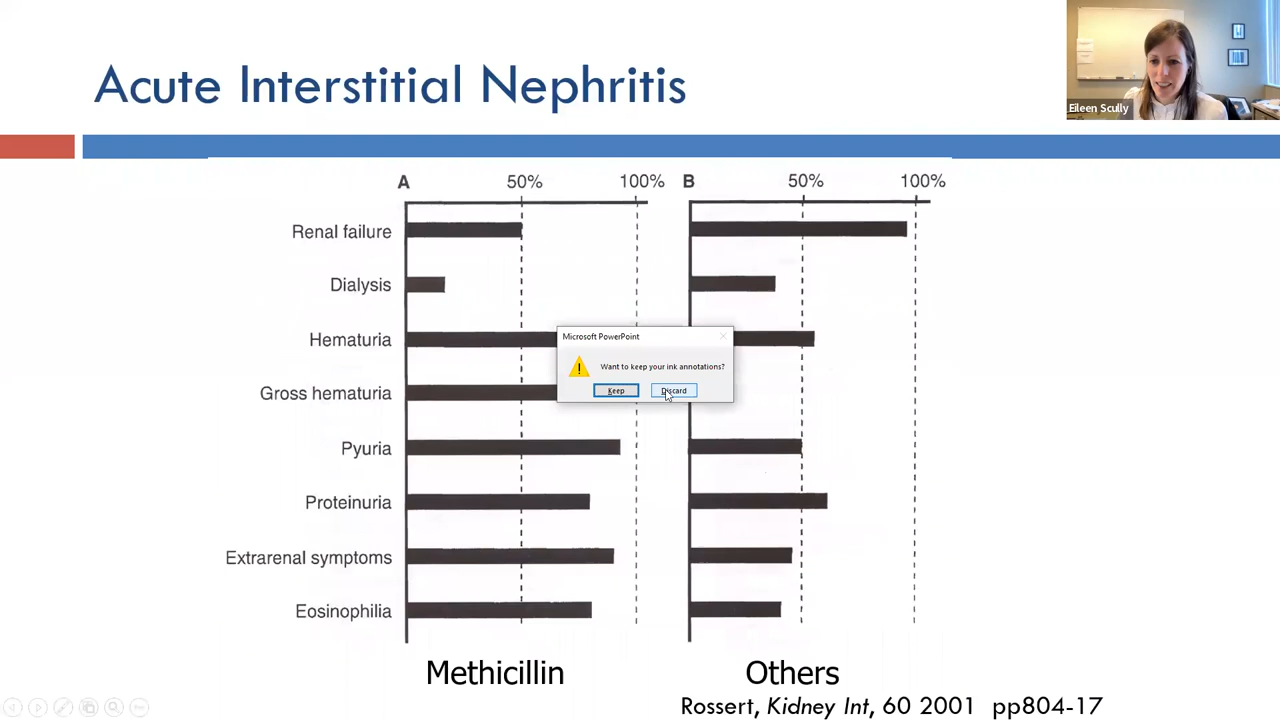 Acute Interstitial Nephritis
Eileen Scully
A 50% 100% B 50% 100%
Renal failure
Dialysis
Hematuria
Microsoft PowerPoint
Want to keep your ink annotations?
Keep Discard
Gross hematuria
Pyuria
Proteinuria
Extrarenal symptoms
Eosinophilia
Methicillin Others
Rossert, Kidney Int, 60 2001 pp804-17